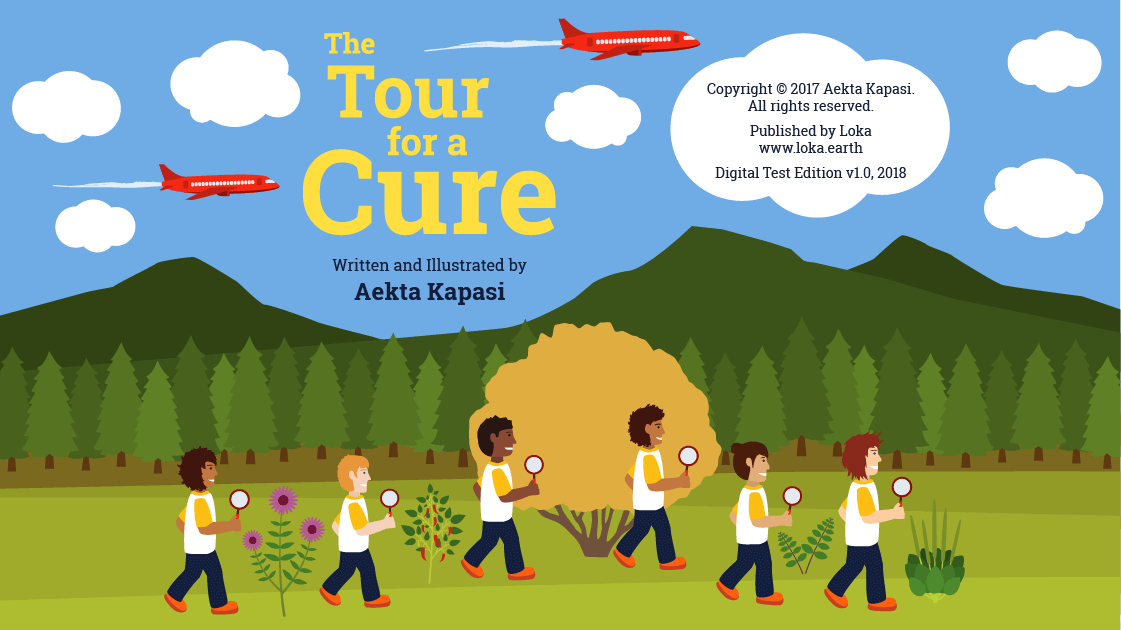 The
Tour
for a
Cure
Written and Illustrated by
Aekta Kapasi
Copyright © 2017 Aekta Kapasi.
All rights reserved.
Published by Loka
www.loka.earth
Digital Test Edition v1.0, 2018